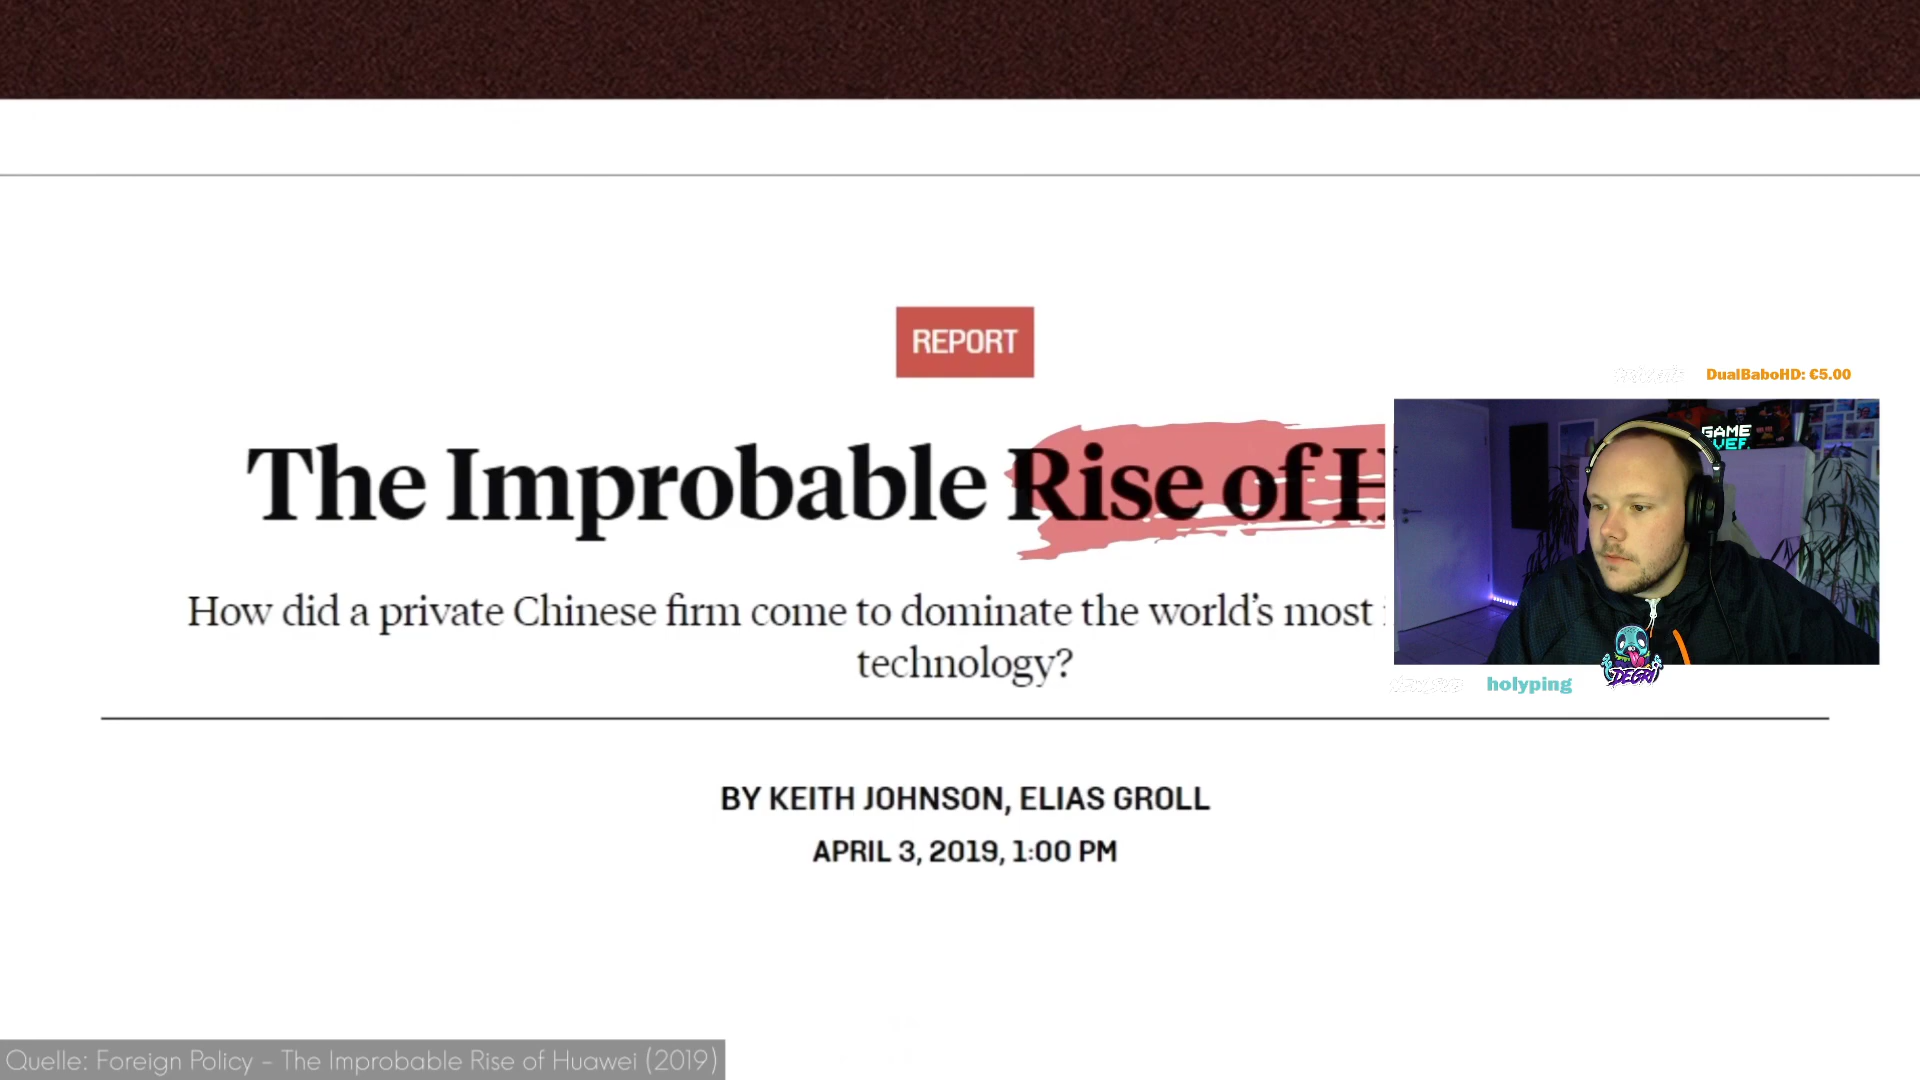 REPORT
DualBaboHD: €5.00
GAME
The Improbable Rise of H
How did a private Chinese firm come to dominate the world's most
technology?
DEGRI
holyping
BY KEITH JOHNSON, ELIAS GROLL
APRIL 3, 2019, 1:00 PM
Quelle: Foreign Policy - The Improbable Rise of Huawei (2019)